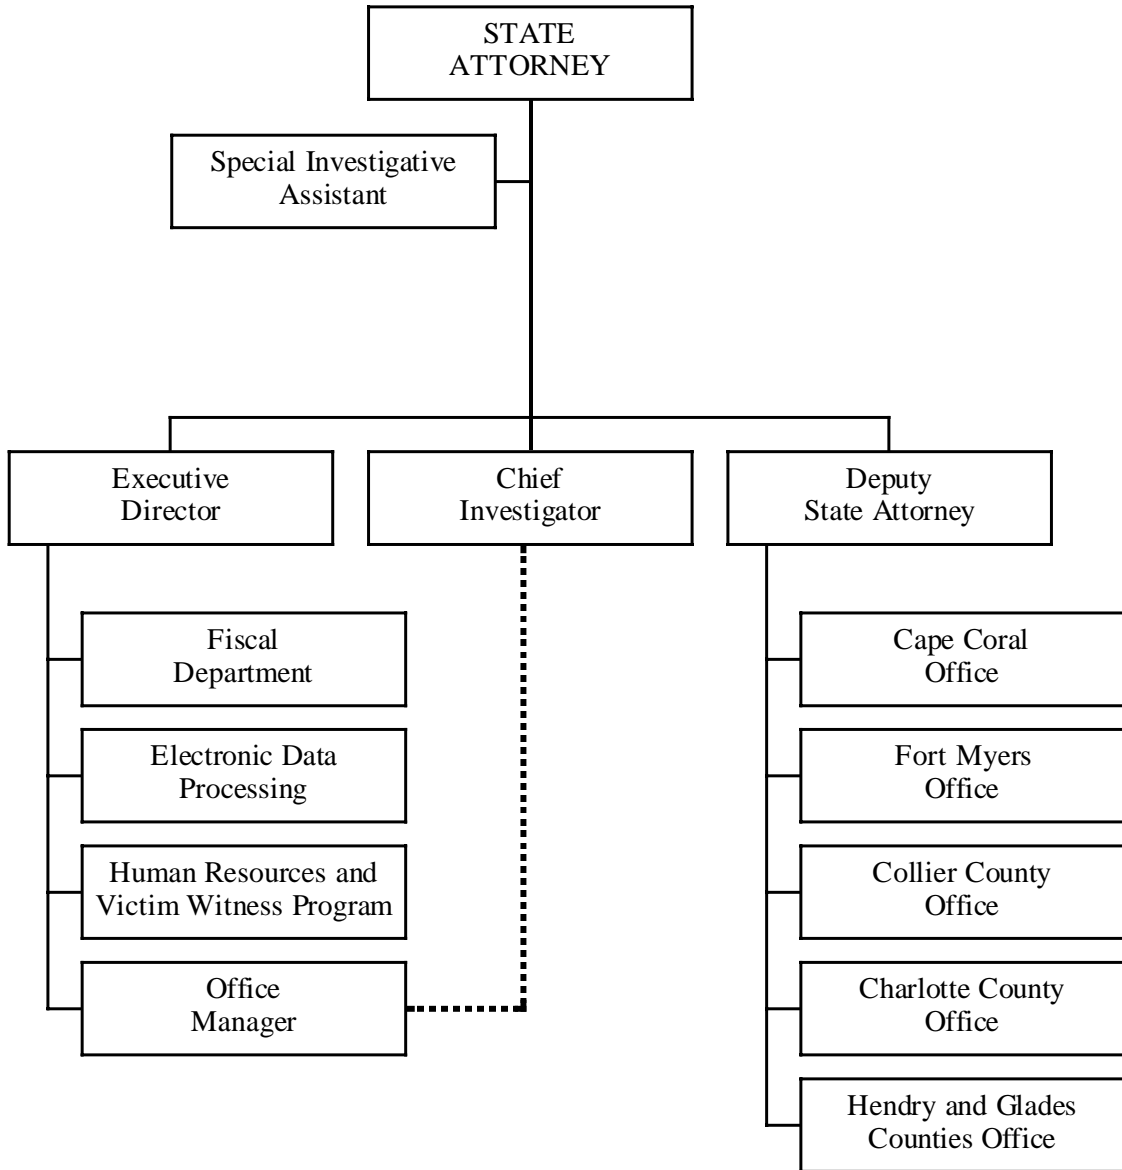 STATE
ATTORNEY
Special Investigative
Assistant
Executive
Director
Chief
Investigator
Deputy
State Attorney
Fiscal
Department
Electronic Data
Processing
Human Resources and
Victim Witness Program
Office
Manager
Cape Coral
Office
Fort Myers
Office
Collier County
Office
Charlotte County
Office
Hendry and Glades
Counties Office